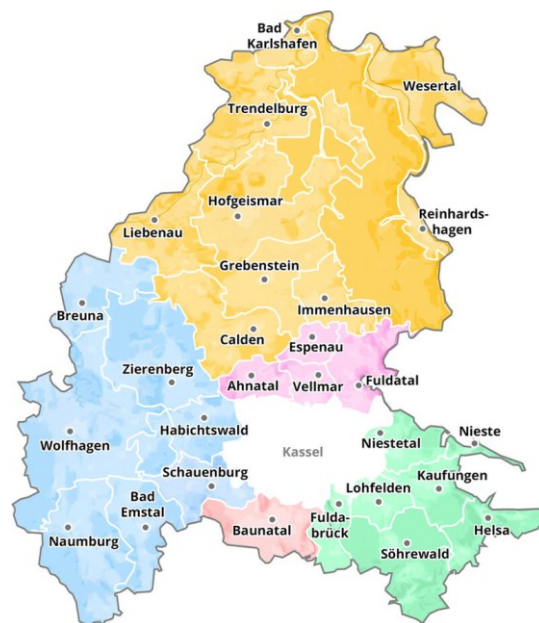 Bad
Karlshafen
Wesertal
Trendelburg
Hofgeismar
Reinhards-
hagen
Liebenau
Grebenstein
Immenhausen
Breuna
Calden
Espenau
Zierenberg
Ahnatal
Vellmar
Fuldatal
Habichtswald
Wolfhagen
Niestetal
Nieste
Kassel
Schauenburg
Kaufungen
Lohfelden
Bad
Emstal
Naumburg
Baunatal
Fulda-
brück
Helsa
Söhrewald